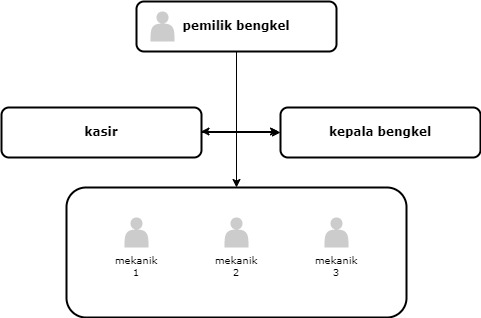 pemilik bengkel
kasir
kepala bengkel
mekanik
1
mekanik
2
mekanik
3